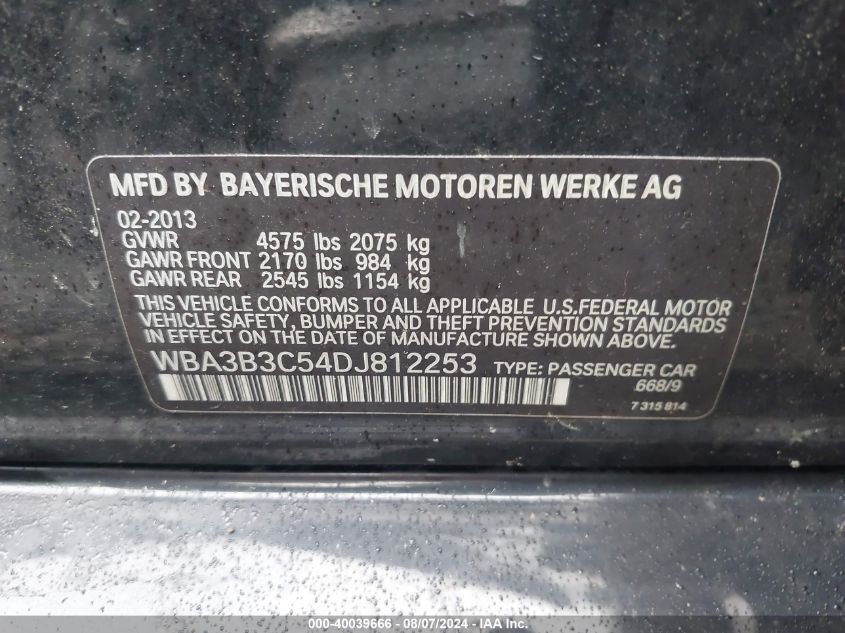 MFD BY BAYERISCHE MOTOREN WERKE AG
02-2013
GVWR 4575 lbs 2075 kg
GAWR FRONT 2170 lbs 984 kg
GAWR REAR 2545 lbs 1154 kg
THIS VEHICLE CONFORMS TO ALL APPLICABLE U.S.FEDERAL MOTOR
VEHICLE SAFETY, BUMPER AND THEFT PREVENTION STANDARDS
IN EFFECT ON THE DATE OF MANUFACTURE SHOWN ABOVE.
WBA3B3C54DJ812253 TYPE: PASSENGER CAR
668/9
7 315 814
000-40039666 - 08/07/2024 - IAA Inc.